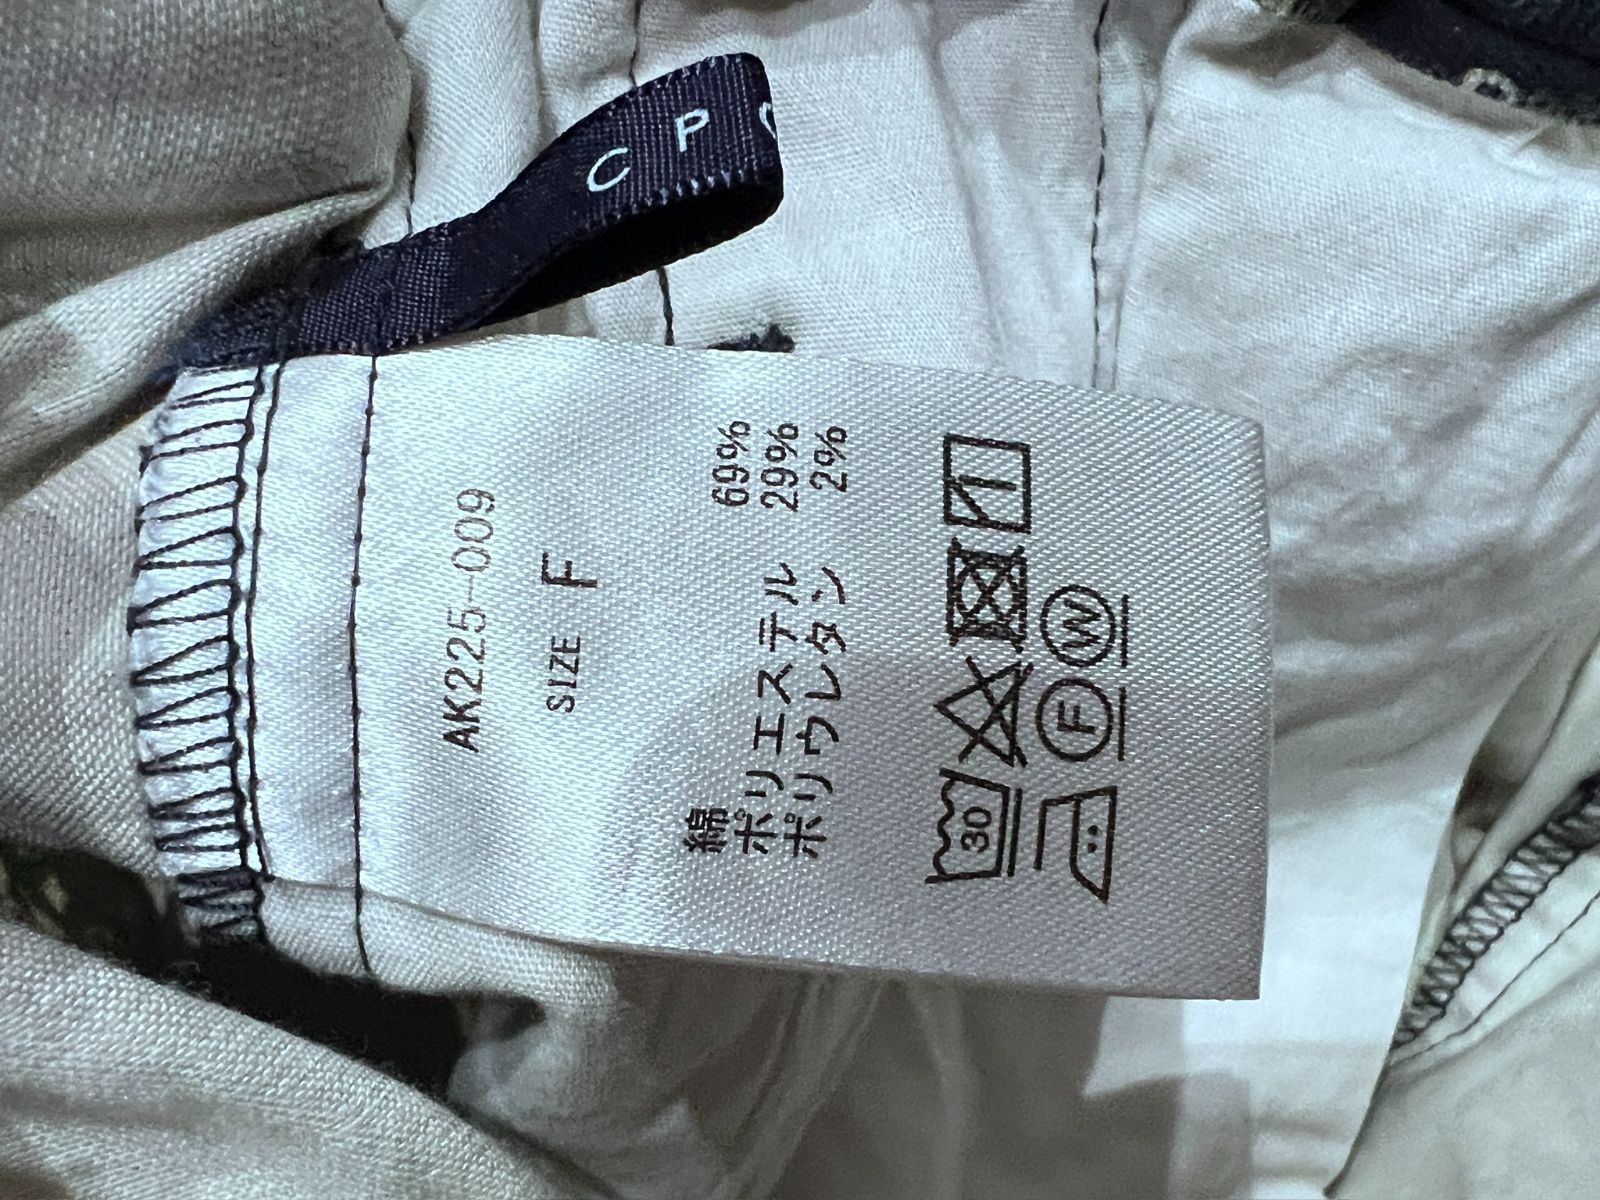 C P
AK225-009
SIZE F
綿 69%
ポリエステル 29%
ポリウレタン 2%
30
F W